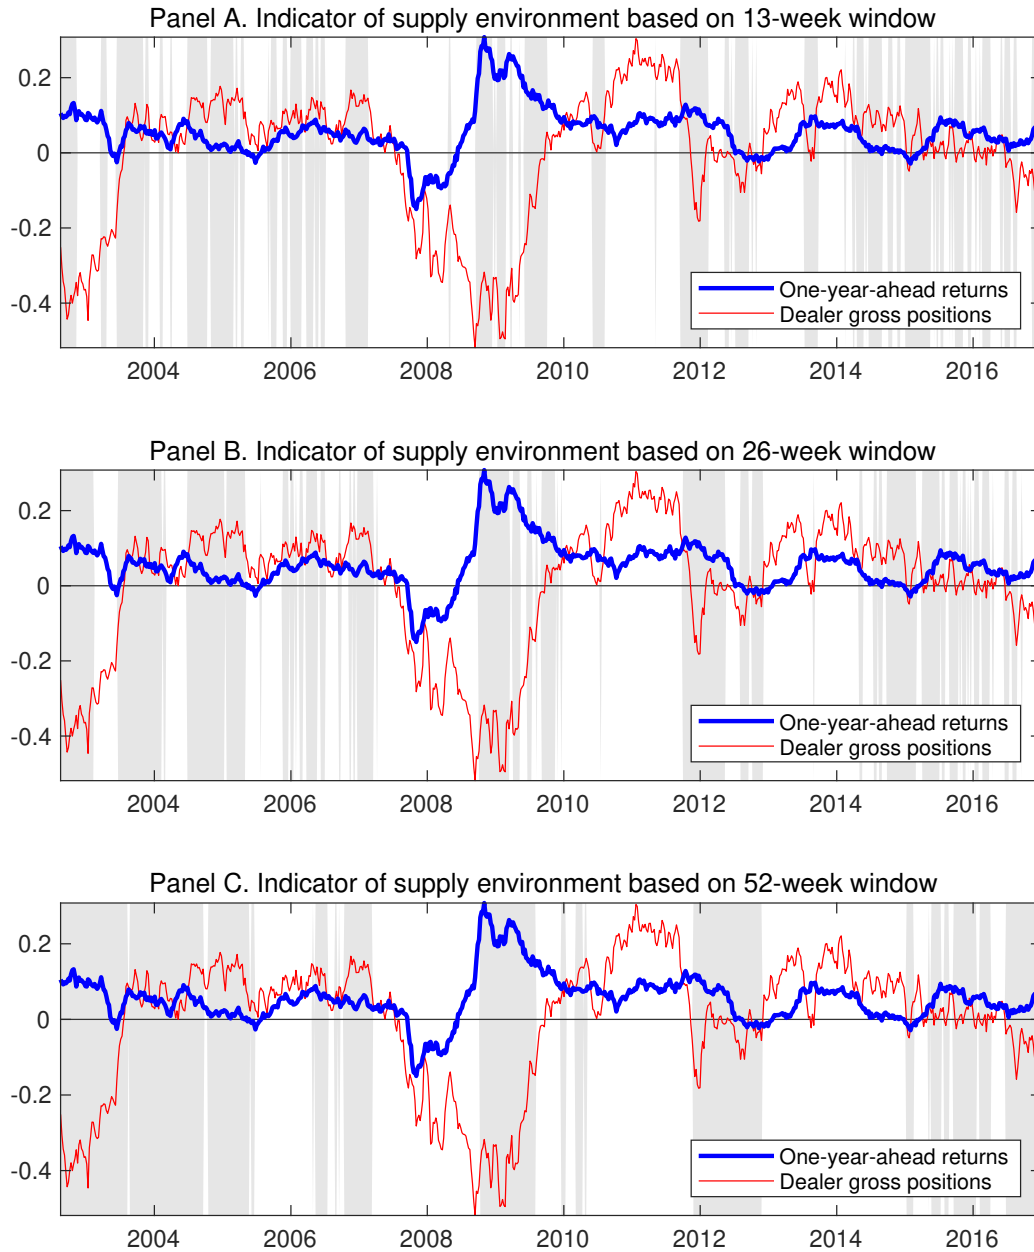 Panel A. Indicator of supply environment based on 13-week window
0.2
0
-0.2
-0.4
One-year-ahead returns
Dealer gross positions
2004 2006 2008 2010 2012 2014 2016
Panel B. Indicator of supply environment based on 26-week window
0.2
0
-0.2
-0.4
One-year-ahead returns
Dealer gross positions
2004 2006 2008 2010 2012 2014 2016
Panel C. Indicator of supply environment based on 52-week window
0.2
0
0.2
-0.4
One-year-ahead returns
Dealer gross positions
2004 2006 2008 2010 2012 2014 2016